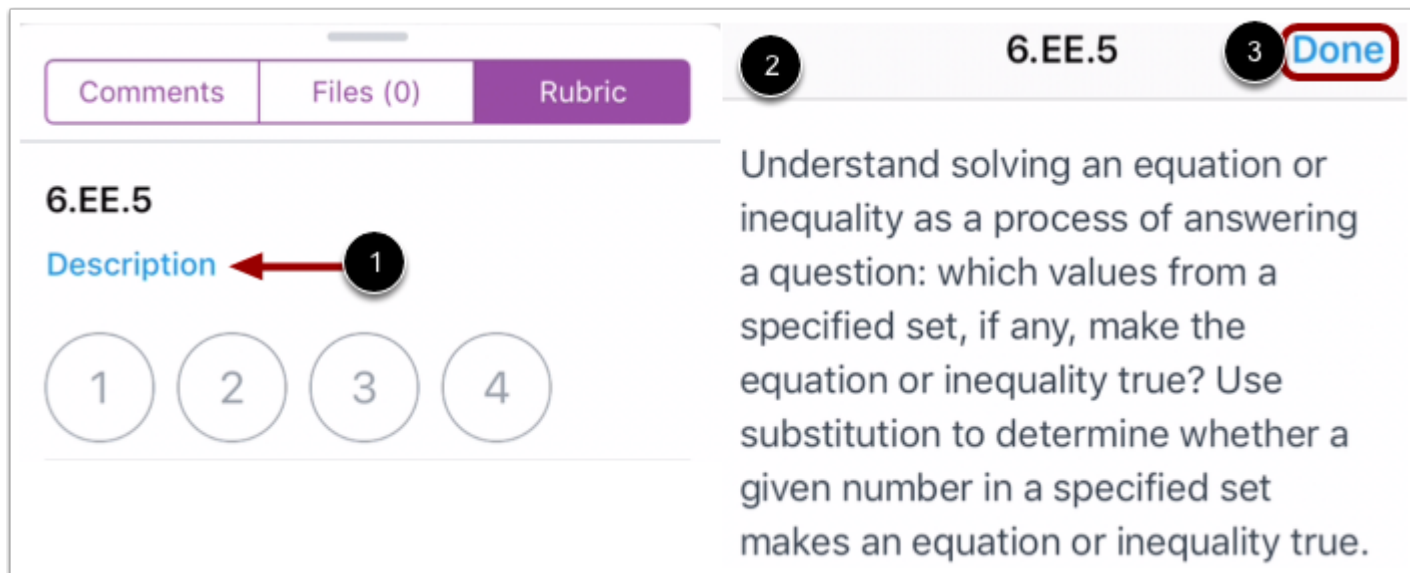 Comments Files (0) Rubric
6.EE.5
Description 1
1 2 3 4
2 6.EE.5 3 Done
Understand solving an equation or
inequality as a process of answering
a question: which values from a
specified set, if any, make the
equation or inequality true? Use
substitution to determine whether a
given number in a specified set
makes an equation or inequality true.